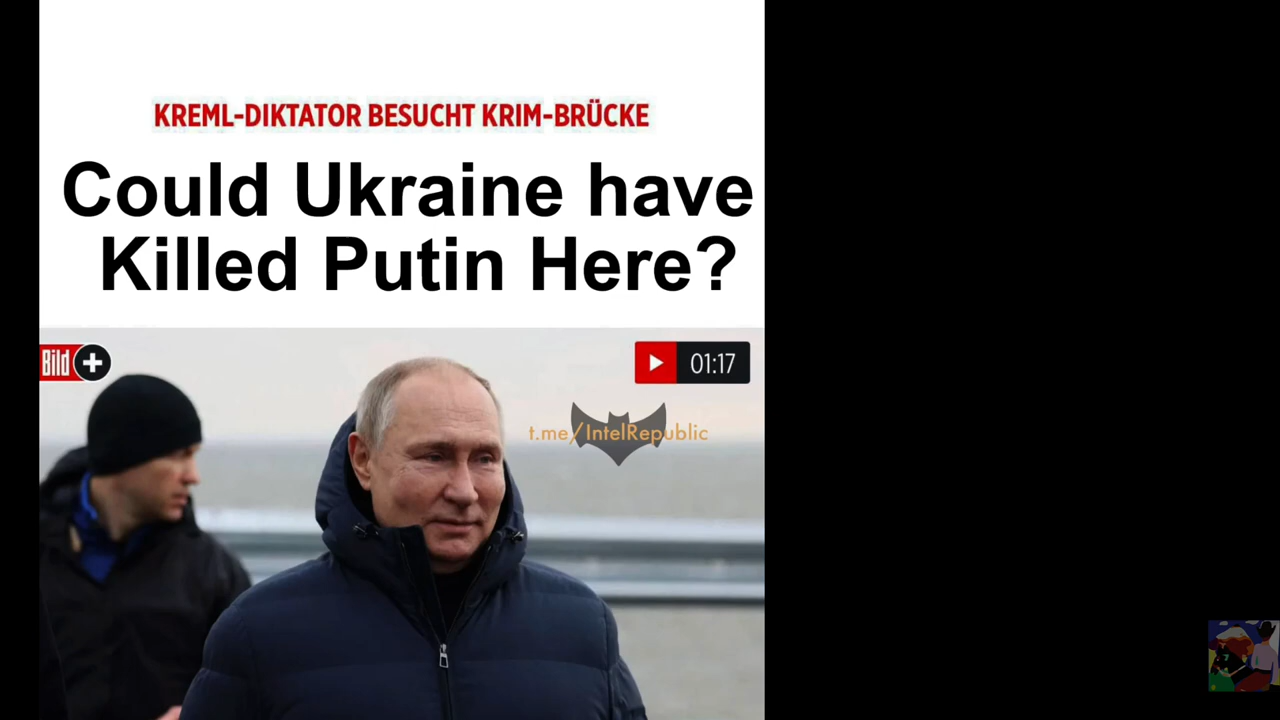 KREML-DIKTATOR BESUCHT KRIM-BRÜCKE
Could Ukraine have
Killed Putin Here?
Bild
01:17
t.me/IntelRepublic